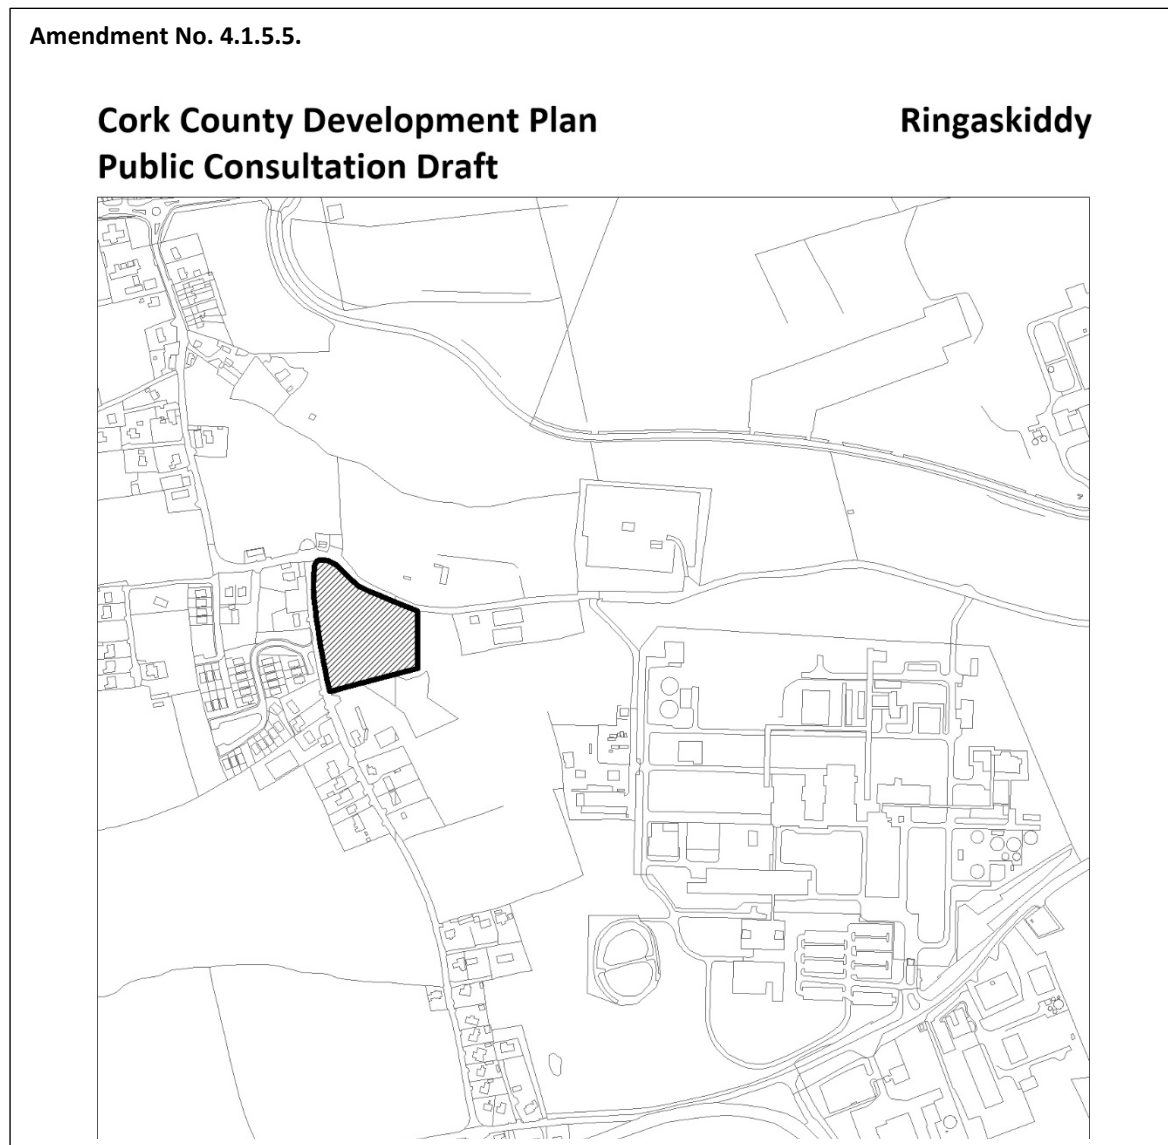 Amendment No. 4.1.5.5.
Cork County Development Plan
Ringaskiddy
Public Consultation Draft